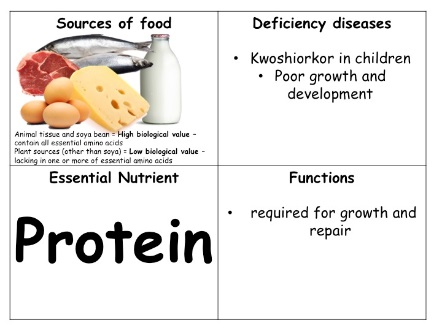 Sources of food
Animal tissue and soya bean = High biological value –
contain all essential amino acids
Plant sources (other than soya) = Low biological value –
lacking in one or more of essential amino acids
Deficiency diseases
• Kwoshiorkor in children
• Poor growth and
development
Essential Nutrient
Protein
Functions
• required for growth and
repair